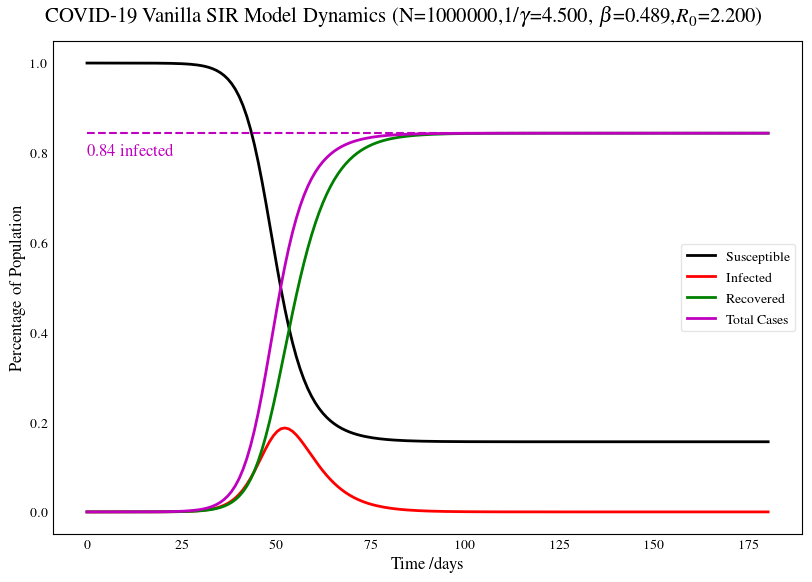 COVID-19 Vanilla SIR Model Dynamics (N=1000000,1/γ=4.500, β=0.489,R₀=2.200)
1.0
0.84 infected
0.8
0.6
0.4
0.2
0.0
Percentage of Population
Susceptible
Infected
Recovered
Total Cases
0 25 50 75 100 125 150 175
Time /days